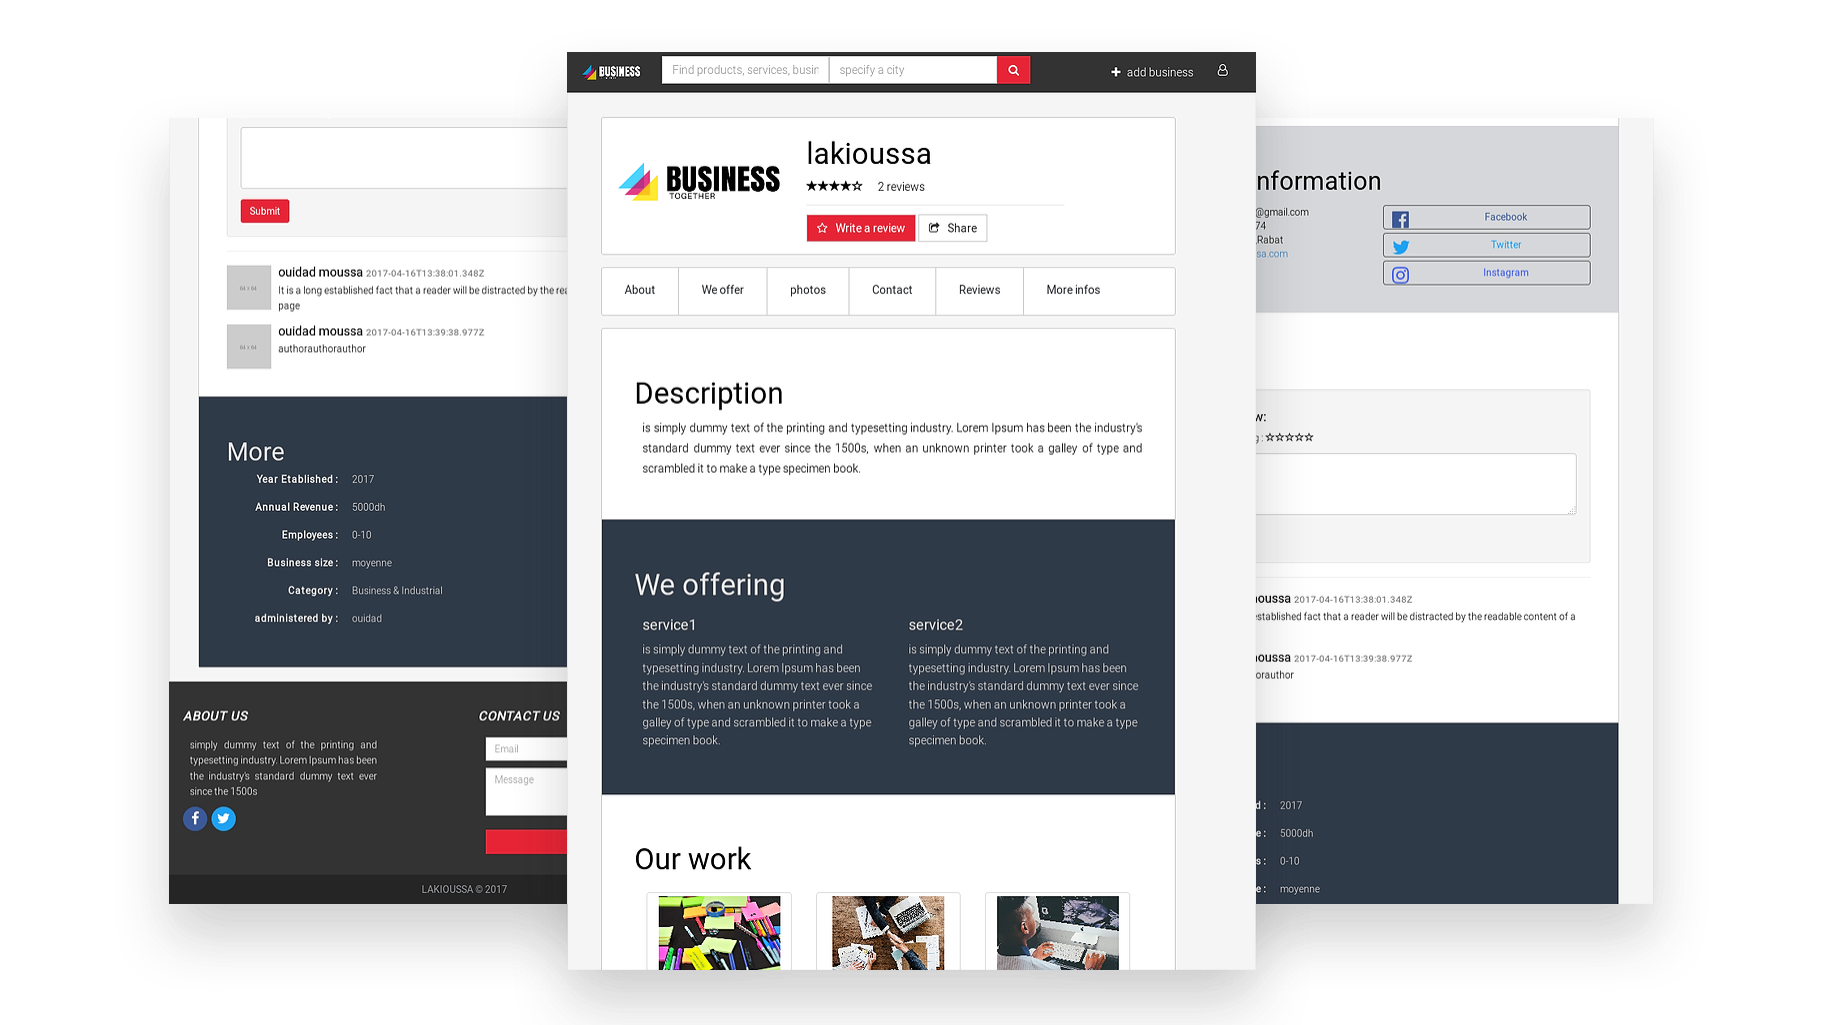 Submit
ouidad moussa 2017-04-16T13:38:01.348Z
It is a long established fact that a reader will be distracted by the
page
ouidad moussa 2017-04-16T13:39:38.977Z
authorauthorauthor
More
Year Etablished : 2017
Annual Revenue : 5000dh
Employees : 0-10
Business size : moyenne
Category : Business & Industrial
administered by : ouidad
ABOUT US
simply dummy text of the printing and
typesetting industry. Lorem Ipsum has been
the industry's standard dummy text ever
since the 1500s
CONTACT US
Email
Message
LAKIOUSSA © 2017
BUSINESS
Find products, services, busin
specify a city
add business
BUSINESS
TOGETHER
lakioussa
2 reviews
Write a review
Share
About
We offer
photos
Contact
Reviews
More infos
Description
is simply dummy text of the printing and typesetting industry. Lorem Ipsum has been the industry's
standard dummy text ever since the 1500s, when an unknown printer took a galley of type and
scrambled it to make a type specimen book.
We offering
service1
is simply dummy text of the printing and
typesetting industry. Lorem Ipsum has been
the industry's standard dummy text ever since
the 1500s, when an unknown printer took a
galley of type and scrambled it to make a type
specimen book.
service2
is simply dummy text of the printing and
typesetting industry. Lorem Ipsum has been
the industry's standard dummy text ever since
the 1500s, when an unknown printer took a
galley of type and scrambled it to make a type
specimen book.
Our work
nformation
@gmail.com
74
,Rabat
sa.com
Facebook
Twitter
Instagram
w:
g :
oussa 2017-04-16T13:38:01.348Z
established fact that a reader will be distracted by the readable content of a
oussa 2017-04-16T13:39:38.977Z
orauthor
d : 2017
e : 5000dh
s : 0-10
e : moyenne